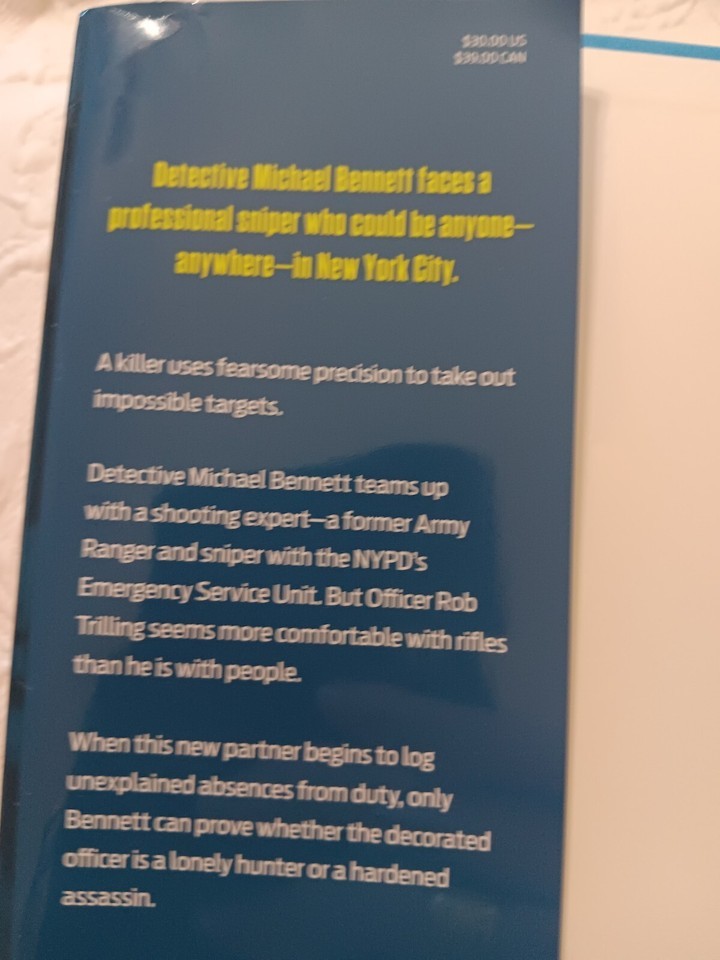 $30.00 US
$39.00 CAN
Detective Michael Bennett faces a
professional sniper who could be anyone—
anywhere—in New York City.
A killer uses fearsome precision to take out
impossible targets.
Detective Michael Bennett teams up
with a shooting expert—a former Army
Ranger and sniper with the NYPD's
Emergency Service Unit. But Officer Rob
Trilling seems more comfortable with rifles
than he is with people.
When this new partner begins to log
unexplained absences from duty, only
Bennett can prove whether the decorated
officer is a lonely hunter or a hardened
assassin.